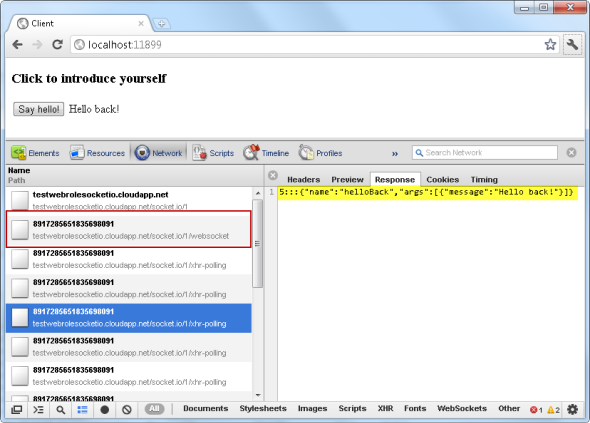 Client
localhost:11899
Click to introduce yourself
Say hello! Hello back!
Elements Resources Network Scripts Timeline Profiles » Search Network
Name
Path
Headers Preview Response Cookies Timing
1 5:::{"name":"helloBack","args":[{"message":"Hello back!"}]}
testwebrolesocketio.cloudapp.net
testwebrolesocketio.cloudapp.net/socket.io/1
8917285651835698091
testwebrolesocketio.cloudapp.net/socket.io/1/websocket
8917285651835698091
testwebrolesocketio.cloudapp.net/socket.io/1/xhr-polling
8917285651835698091
testwebrolesocketio.cloudapp.net/socket.io/1/xhr-polling
8917285651835698091
testwebrolesocketio.cloudapp.net/socket.io/1/xhr-polling
8917285651835698091
testwebrolesocketio.cloudapp.net/socket.io/1/xhr-polling
8917285651835698091
testwebrolesocketio.cloudapp.net/socket.io/1/xhr-polling
All Documents Stylesheets Images Scripts XHR Fonts WebSockets Other 1 2